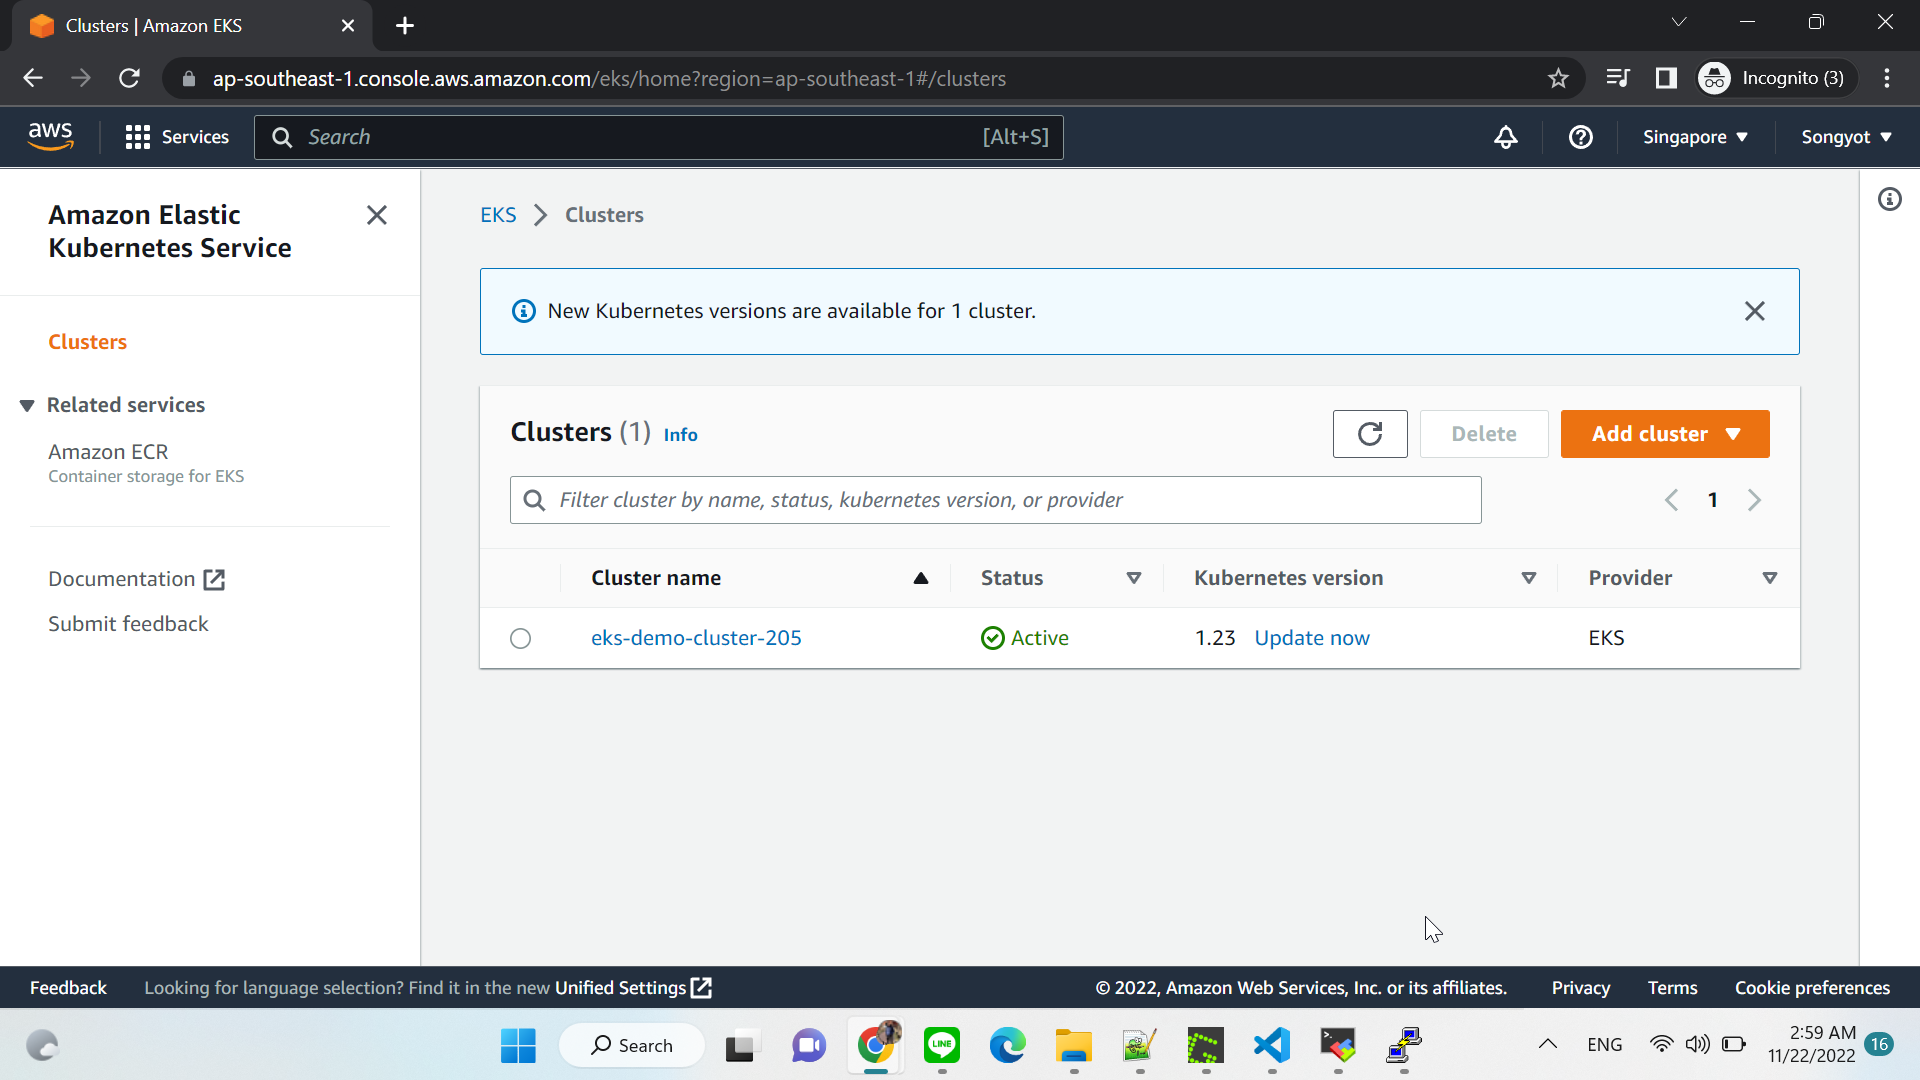 Clusters | Amazon EKS
ap-southeast-1.console.aws.amazon.com/eks/home?region=ap-southeast-1#/clusters
Incognito (3)
aws
Services
Search
[Alt+S]
Singapore
Songyot
Amazon Elastic
Kubernetes Service
Clusters
Related services
Amazon ECR
Container storage for EKS
Documentation
Submit feedback
EKS
Clusters
New Kubernetes versions are available for 1 cluster.
Clusters (1) Info
Delete
Add cluster
Filter cluster by name, status, kubernetes version, or provider
1
Cluster name
Status
Kubernetes version
Provider
eks-demo-cluster-205
Active
1.23 Update now
EKS
Feedback
Looking for language selection? Find it in the new Unified Settings
© 2022, Amazon Web Services, Inc. or its affiliates.
Privacy
Terms
Cookie preferences
Search
LINE
ENG
2:59 AM
11/22/2022
16